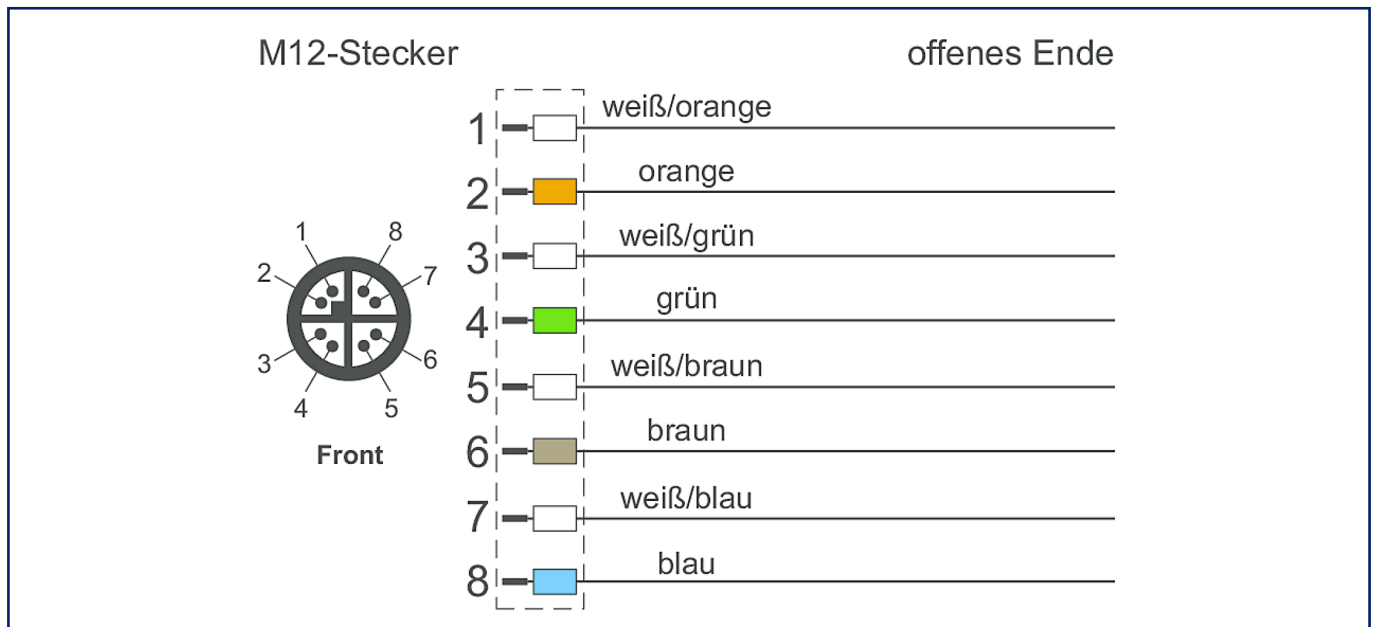 M12-Stecker offenes Ende
1 weiß/orange
2 orange
3 weiß/grün
4 grün
5 weiß/braun
6 braun
7 weiß/blau
8 blau
1 8
2 7
3 6
4 5
Front